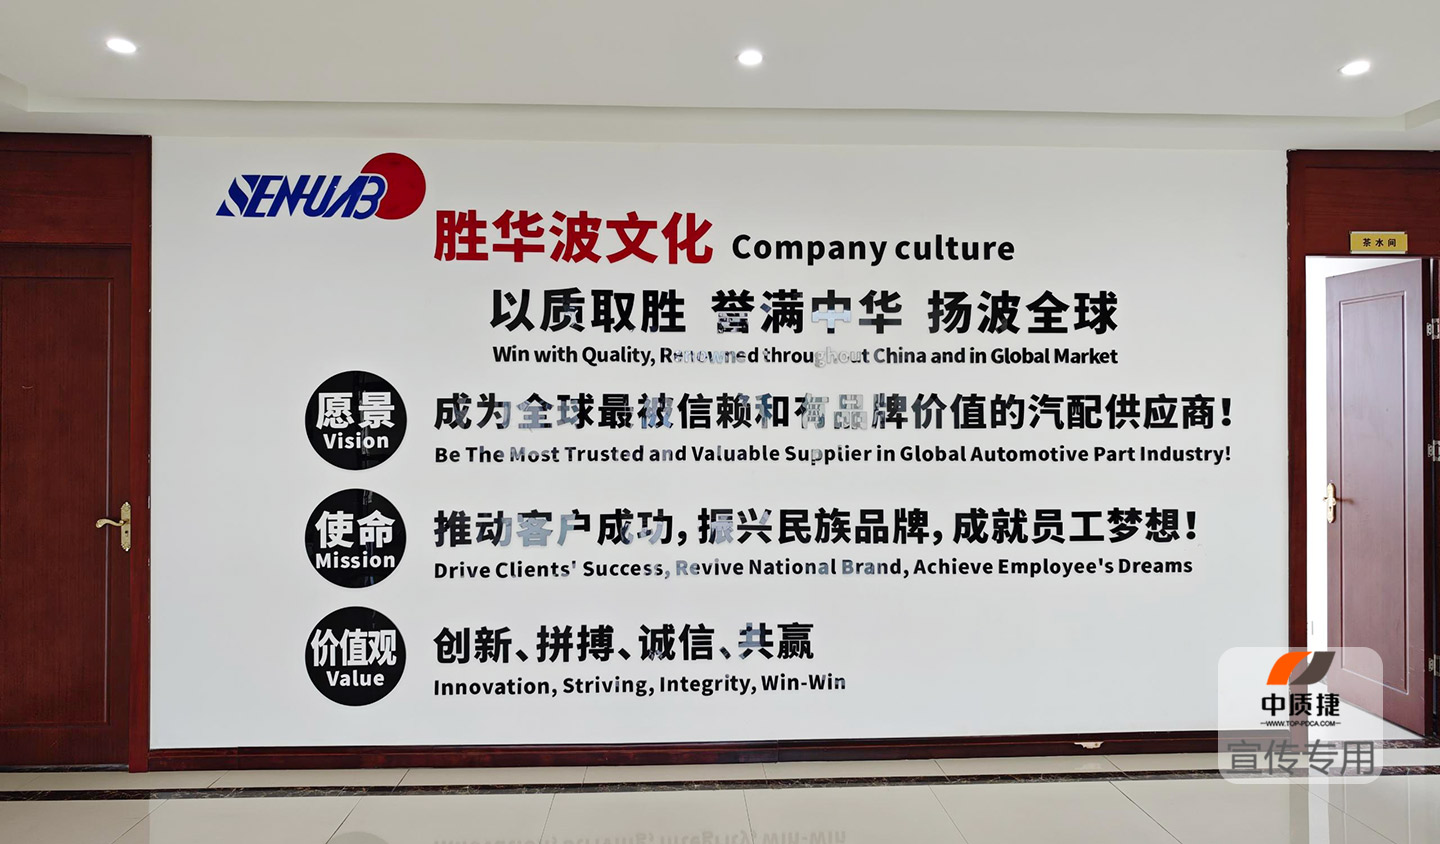 SENHUAB
胜华波文化 Company culture
茶水间
以质取胜 誉满中华 扬波全球
Win with Quality, Renowned throughout China and in Global Market
愿景
Vision
成为全球最被信赖和有品牌价值的汽配供应商！
Be The Most Trusted and Valuable Supplier in Global Automotive Part Industry!
使命
Mission
推动客户成功，振兴民族品牌，成就员工梦想！
Drive Clients' Success, Revive National Brand, Achieve Employee's Dreams
价值观
Value
创新、拼搏、诚信、共赢
Innovation, Striving, Integrity, Win-Win
中质捷
—WWW.TOP-PDCA.COM—
宣传专用